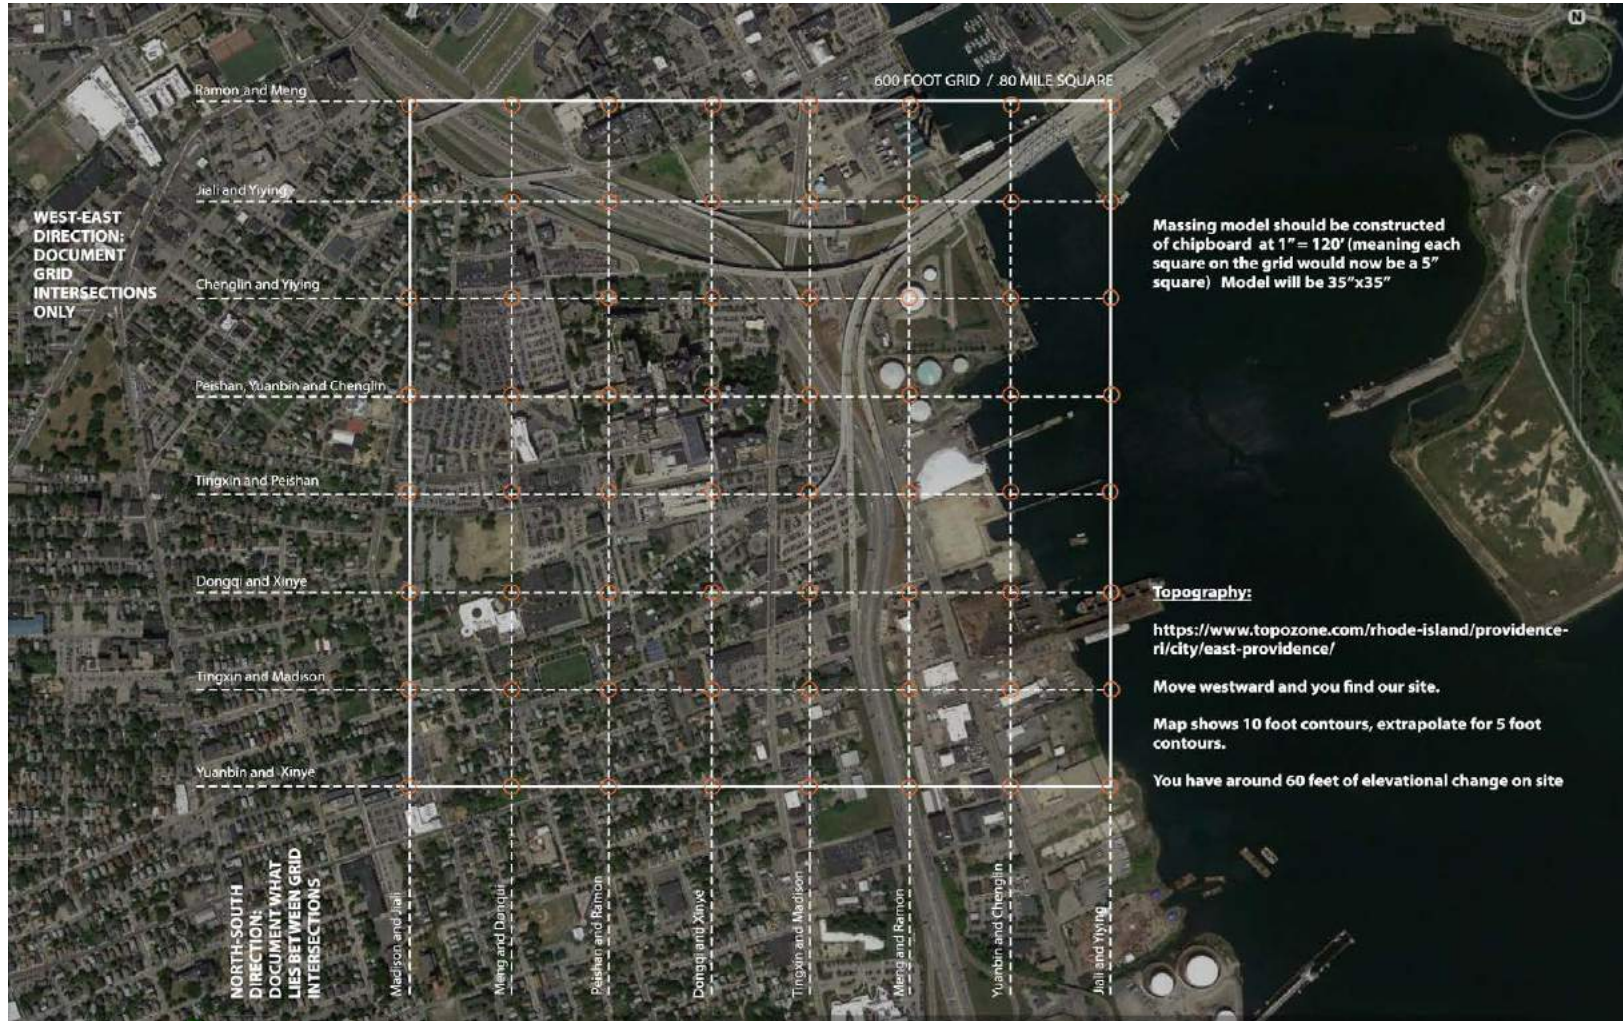 N
600 FOOT GRID / .80 MILE SQUARE
Ramon and Meng
Jiali and Yiying
Chenglin and Yiying
Peishan, Yuanbin and Chenglin
Tingxin and Peishan
Dongqi and Xinye
Tingxin and Madison
Yuanbin and Xinye
WEST-EAST
DIRECTION:
DOCUMENT
GRID
INTERSECTIONS
ONLY
Massing model should be constructed
of chipboard at 1" = 120' (meaning each
square on the grid would now be a 5"
square) Model will be 35"x35"
Topography:
https://www.topozone.com/rhode-island/providence-
ri/city/east-providence/
Move westward and you find our site.
Map shows 10 foot contours, extrapolate for 5 foot
contours.
You have around 60 feet of elevational change on site
NORTH-SOUTH
DIRECTION:
DOCUMENT WHAT
LIES BETWEEN GRID
INTERSECTIONS
Madison and Jiali
Meng and Donqui
Peishan and Ramon
Dongqi and Xinye
Tingxin and Madison
Meng and Ramon
Yuanbin and Chenglin
Jiali and Yiying